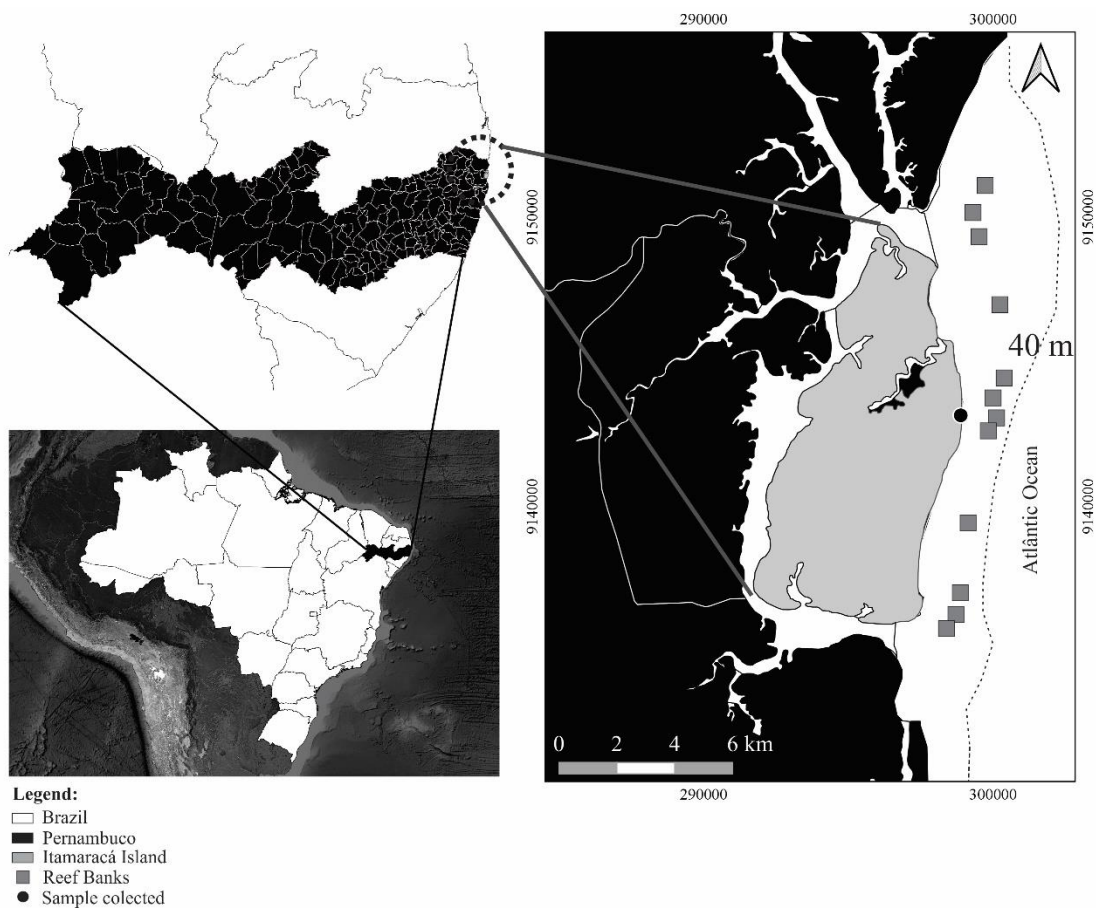 290000
300000
9150000
9150000
40 m
Atlântic Ocean
9140000
9140000
0
2
4
6 km
290000
300000
Legend:
Brazil
Pernambuco
Itamaracá Island
Reef Banks
Sample colected